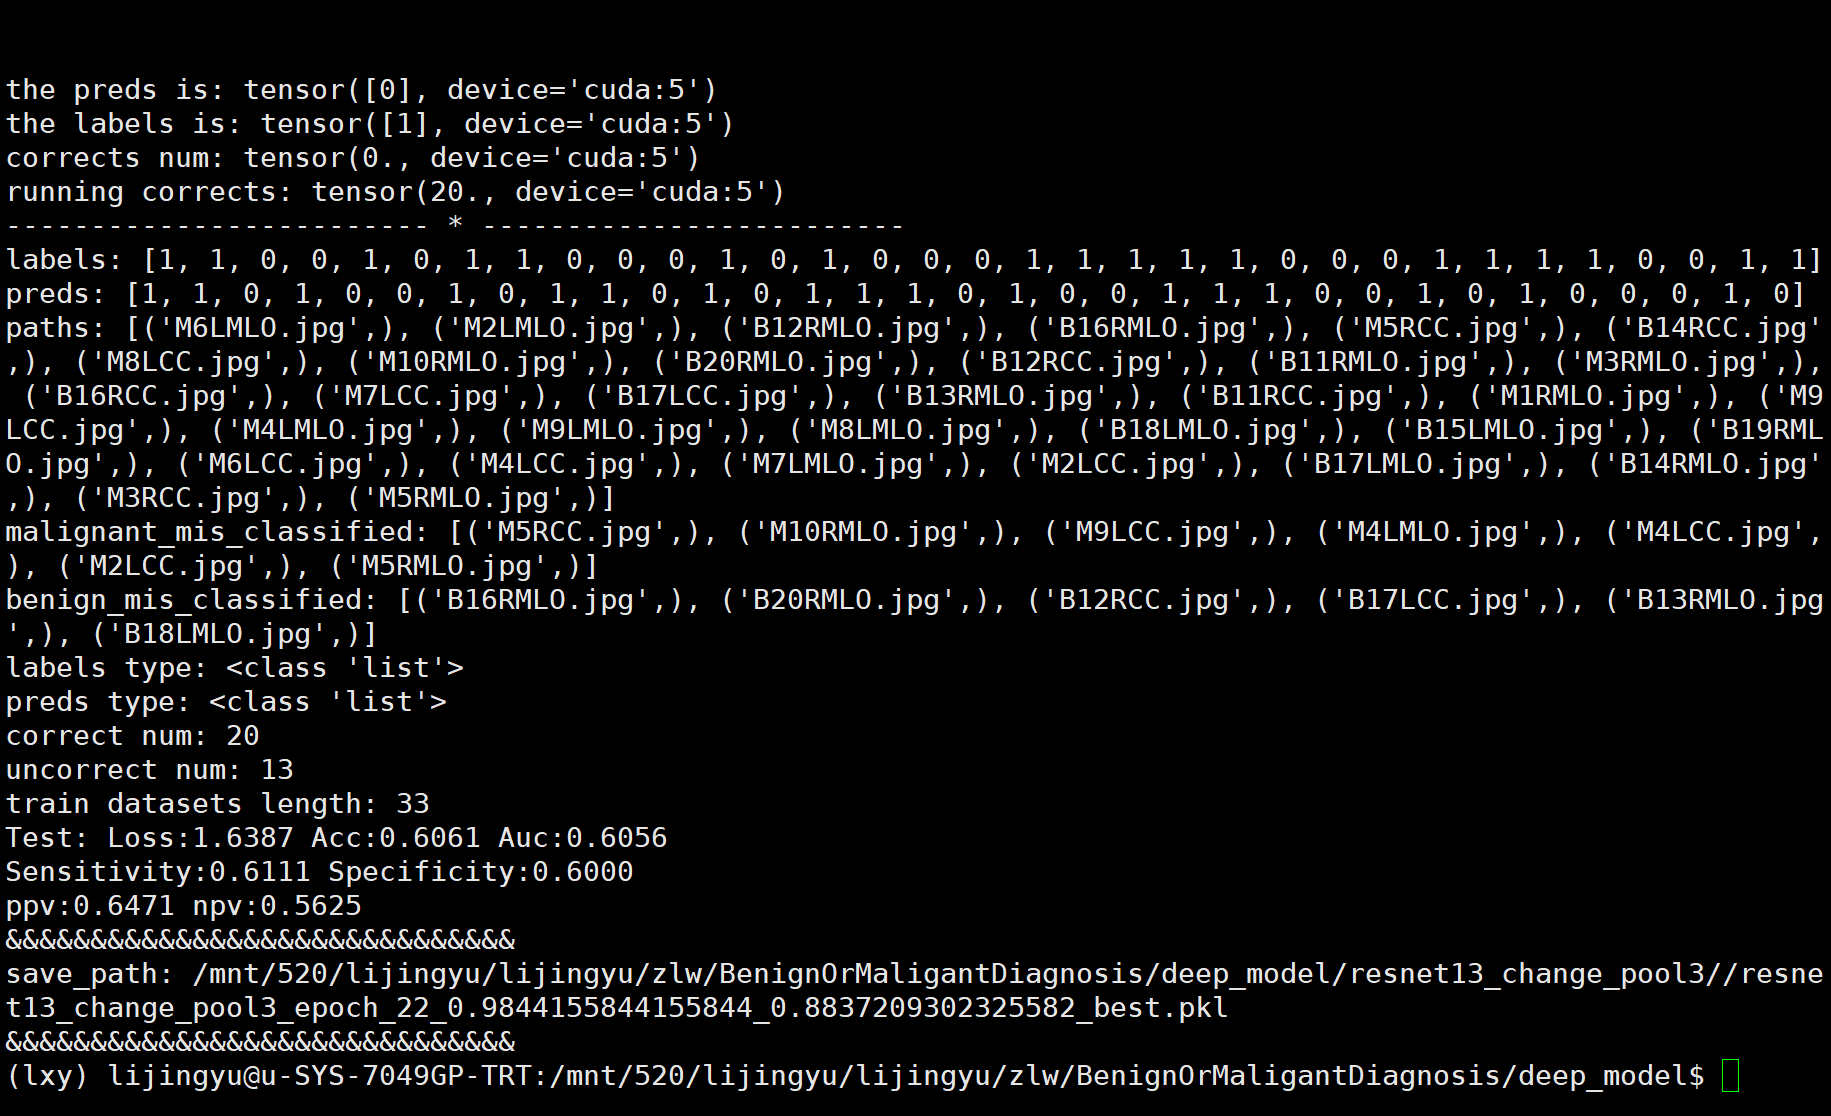 the preds is: tensor([0], device='cuda:5')
the labels is: tensor([1], device='cuda:5')
corrects num: tensor(0., device='cuda:5')
running corrects: tensor(20., device='cuda:5')
------------------------- * -------------------------
labels: [1, 1, 0, 0, 1, 0, 1, 1, 0, 0, 0, 1, 0, 1, 0, 0, 0, 1, 1, 1, 1, 1, 0, 0, 0, 1, 1, 1, 1, 0, 0, 1, 1]
preds: [1, 1, 0, 1, 0, 0, 1, 0, 1, 1, 0, 1, 0, 1, 1, 1, 0, 1, 0, 0, 1, 1, 1, 0, 0, 1, 0, 1, 0, 0, 0, 1, 0]
paths: [('M6LMLO.jpg',), ('M2LMLO.jpg',), ('B12RMLO.jpg',), ('B16RMLO.jpg',), ('M5RCC.jpg',), ('B14RCC.jpg'
,), ('M8LCC.jpg',), ('M10RMLO.jpg',), ('B20RMLO.jpg',), ('B12RCC.jpg',), ('B11RMLO.jpg',), ('M3RMLO.jpg',),
 ('B16RCC.jpg',), ('M7LCC.jpg',), ('B17LCC.jpg',), ('B13RMLO.jpg',), ('B11RCC.jpg',), ('M1RMLO.jpg',), ('M9
LCC.jpg',), ('M4LMLO.jpg',), ('M9LMLO.jpg',), ('M8LMLO.jpg',), ('B18LMLO.jpg',), ('B15LMLO.jpg',), ('B19RML
O.jpg',), ('M6LCC.jpg',), ('M4LCC.jpg',), ('M7LMLO.jpg',), ('M2LCC.jpg',), ('B17LMLO.jpg',), ('B14RMLO.jpg'
,), ('M3RCC.jpg',), ('M5RMLO.jpg',)]
malignant_mis_classified: [('M5RCC.jpg',), ('M10RMLO.jpg',), ('M9LCC.jpg',), ('M4LMLO.jpg',), ('M4LCC.jpg',
), ('M2LCC.jpg',), ('M5RMLO.jpg',)]
benign_mis_classified: [('B16RMLO.jpg',), ('B20RMLO.jpg',), ('B12RCC.jpg',), ('B17LCC.jpg',), ('B13RMLO.jpg
',), ('B18LMLO.jpg',)]
labels type: <class 'list'>
preds type: <class 'list'>
correct num: 20
uncorrect num: 13
train datasets length: 33
Test: Loss:1.6387 Acc:0.6061 Auc:0.6056
Sensitivity:0.6111 Specificity:0.6000
ppv:0.6471 npv:0.5625
&&&&&&&&&&&&&&&&&&&&&&&&&&&&&&
save_path: /mnt/520/lijingyu/lijingyu/zlw/BenignOrMaligantDiagnosis/deep_model/resnet13_change_pool3//resne
t13_change_pool3_epoch_22_0.9844155844155844_0.8837209302325582_best.pkl
&&&&&&&&&&&&&&&&&&&&&&&&&&&&&&
(lxy) lijingyu@u-SYS-7049GP-TRT:/mnt/520/lijingyu/lijingyu/zlw/BenignOrMaligantDiagnosis/deep_model$